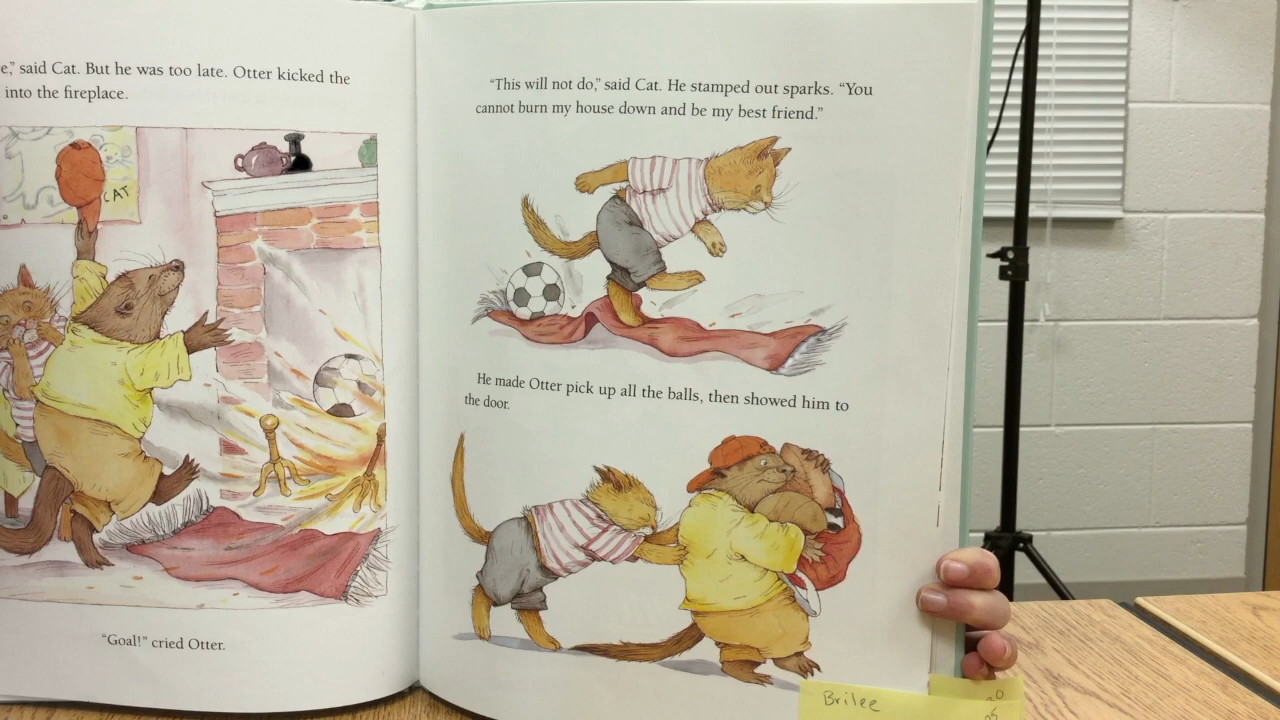 e," said Cat. But he was too late. Otter kicked the
into the fireplace.
CAT
"Goal!" cried Otter.
"This will not do," said Cat. He stamped out sparks. "You
cannot burn my house down and be my best friend."
He made Otter pick up all the balls, then showed him to
the door.
Brilee